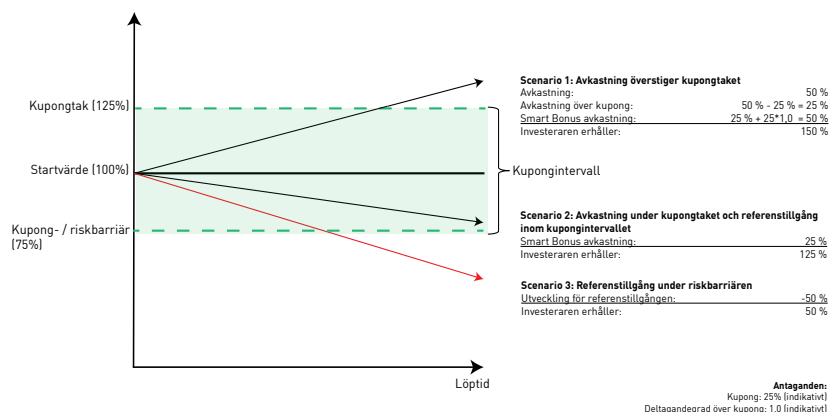 Kupongtak (125%)
Startvärde (100%)
Kupong- / riskbarriär
(75%)
Kupongintervall
Löptid
Scenario 1: Avkastning överstiger kupongtaket
Avkastning: 50 %
Avkastning över kupong: 50 % - 25 % = 25 %
Smart Bonus avkastning: 25 % + 25*1,0 = 50 %
Investeraren erhåller: 150 %
Scenario 2: Avkastning under kupongtaket och referenstillgång
inom kupongintervallet
Smart Bonus avkastning: 25 %
Investeraren erhåller: 125 %
Scenario 3: Referenstillgång under riskbarriären
Utveckling för referenstillgången: -50 %
Investeraren erhåller: 50 %
Antaganden:
Kupong: 25% (indikativt)
Deltagandegrad över kupong: 1,0 (indikativt)